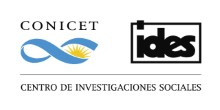 CONICET
ides
CENTRO DE INVESTIGACIONES SOCIALES